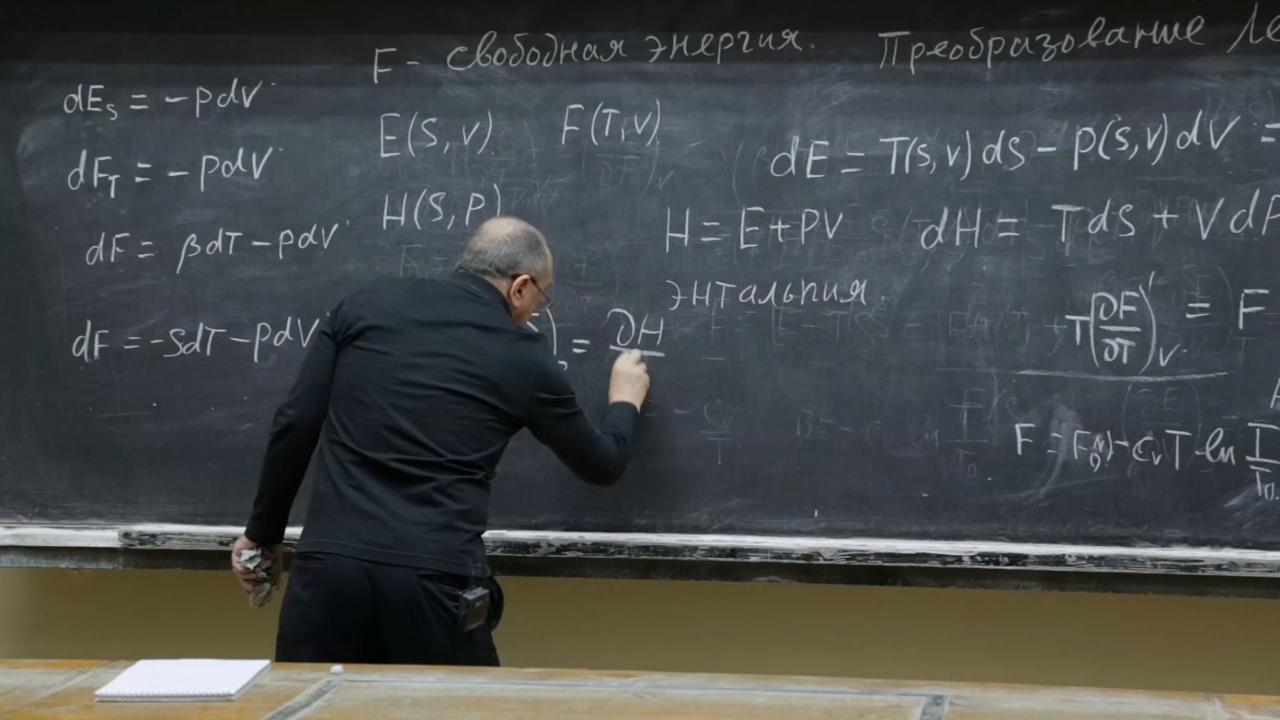 F - свободная энергия. Преобразование
dE_S = -pdV
E(S,V) F(T,V)
dE = T(s,v)ds - p(s,v)dV =
dF_T = -pdV
H(S,P)
H = E+PV dH = TdS + VdP
dF = βdT - pdV
энтальпия.
T(∂F/∂T)_V = F
dF = -SdT - pdV
= ∂H
F = F_0(N) - c_V T ln T/T_0